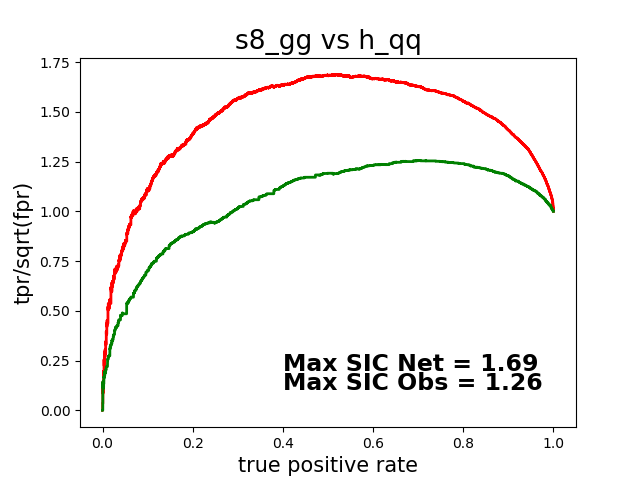 s8_gg vs h_qq
1.75
1.50
1.25
1.00
0.75
0.50
0.25
0.00
tpr/sqrt(fpr)
Max SIC Net = 1.69
Max SIC Obs = 1.26
0.0 0.2 0.4 0.6 0.8 1.0
true positive rate